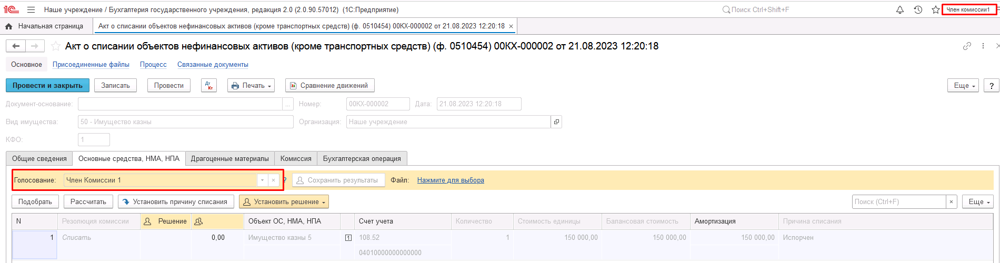 1С Наше учреждение / Бухгалтерия государственного учреждения, редакция 2.0 (2.0.90.57012) (1С:Предприятие) Поиск Ctrl+Shift+F Член комиссии1
Начальная страница Акт о списании объектов нефинансовых активов (кроме транспортных средств) (ф. 0510454) 00КХ-000002 от 21.08.2023 12:20:18 ×
Акт о списании объектов нефинансовых активов (кроме транспортных средств) (ф. 0510454) 00КХ-000002 от 21.08.2023 12:20:18
Основное Присоединенные файлы Процесс Связанные документы
Провести и закрыть Записать Провести Дт Кт Печать Сравнение движений Еще ?
Документ-основание: ... Номер: 00КХ-000002 Дата: 21.08.2023 12:20:18
Вид имущества: 50 - Имущество казны Организация: Наше учреждение
КФО: 1
Общие сведения Основные средства, НМА, НПА Драгоценные материалы Комиссия Бухгалтерская операция
Голосование: Член Комиссии 1 × ? Сохранить результаты Файл: Нажмите для выбора
Подобрать Рассчитать Установить причину списания Установить решение Поиск (Ctrl+F) × Еще
N Резолюция комиссии Решение Объект ОС, НМА, НПА Счет учета Количество Стоимость единицы Балансовая стоимость Амортизация Причина списания
1 Списать 0,00 Имущество казны 5 1 108.52 1 150 000,00 150 000,00 150 000,00 Испорчен
04010000000000000